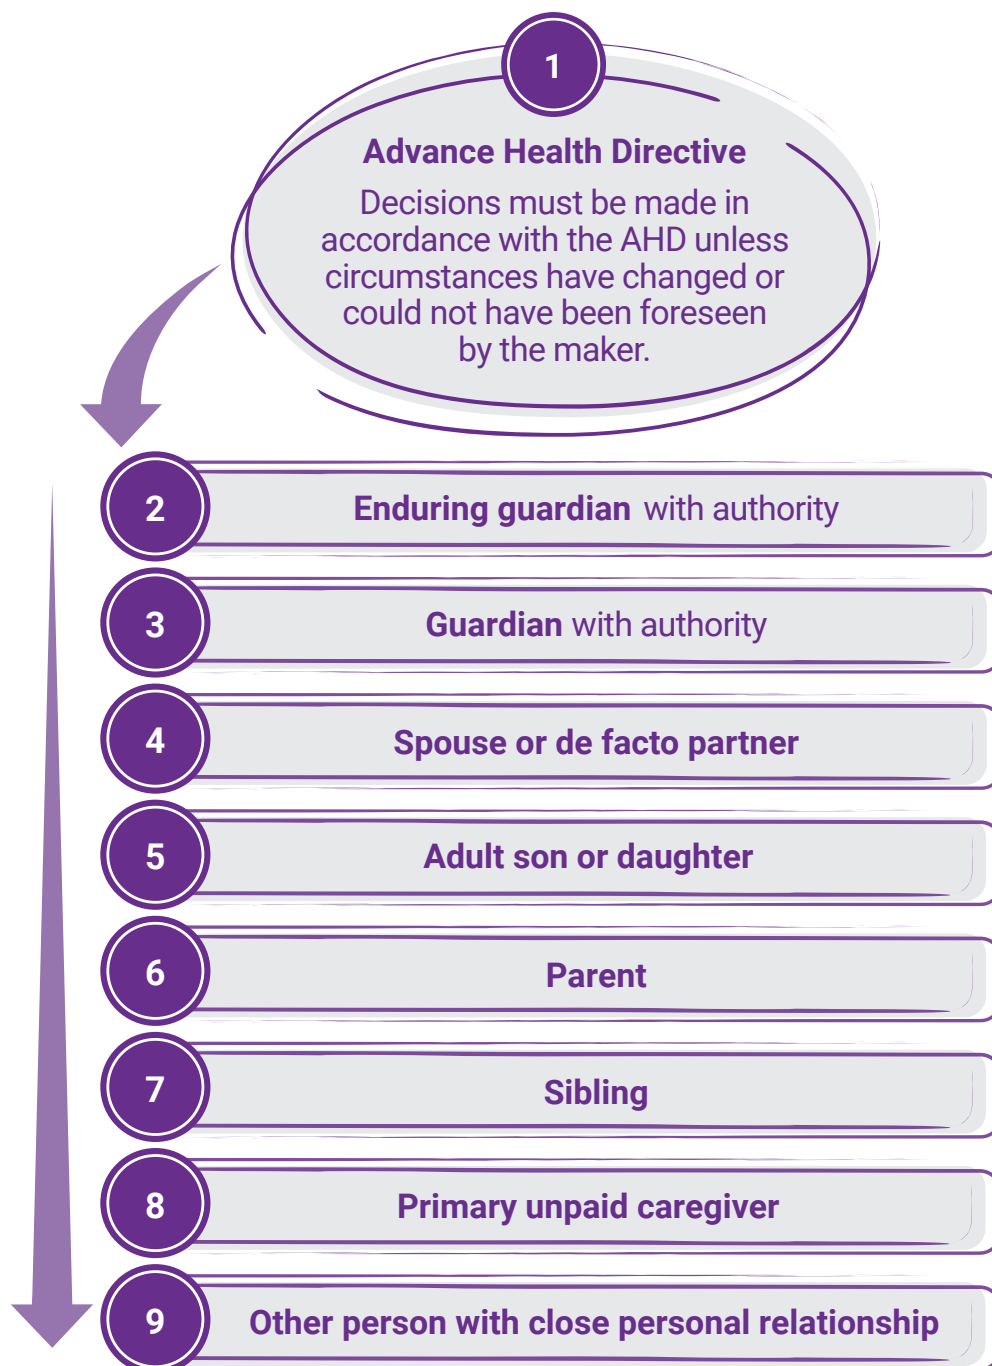 1
Advance Health Directive
Decisions must be made in
accordance with the AHD unless
circumstances have changed or
could not have been foreseen
by the maker.
2
Enduring guardian with authority
3
Guardian with authority
4
Spouse or de facto partner
5
Adult son or daughter
6
Parent
7
Sibling
8
Primary unpaid caregiver
9
Other person with close personal relationship